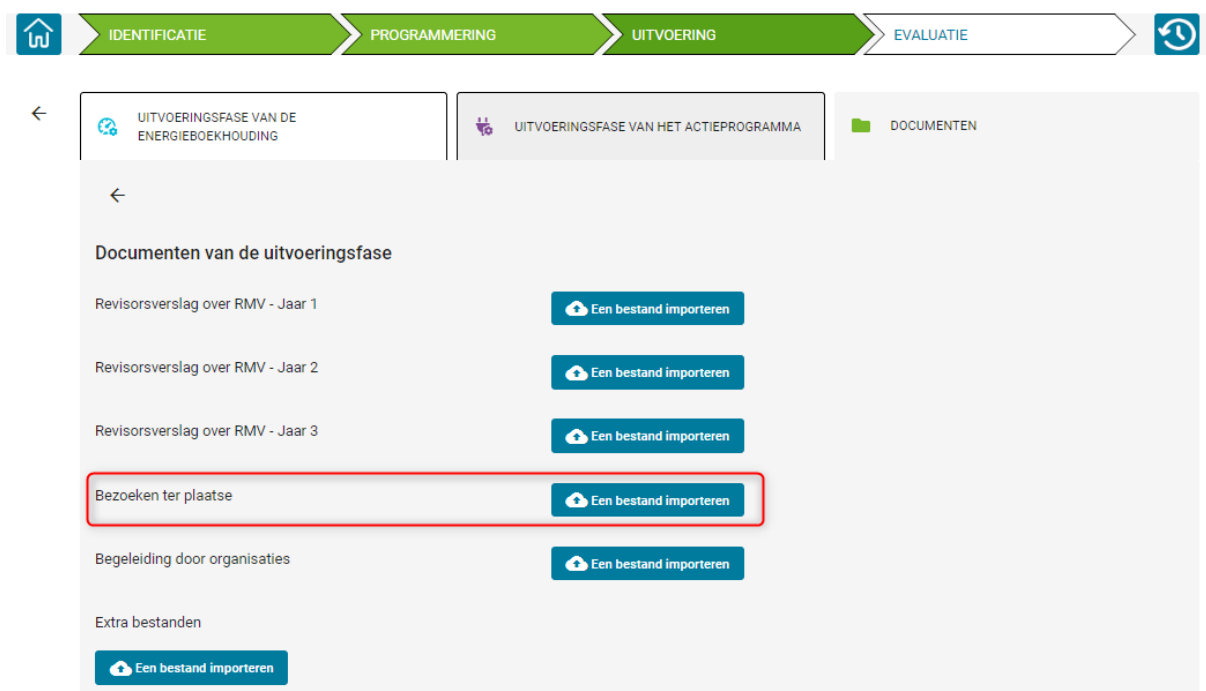 IDENTIFICATIE
PROGRAMMERING
UITVOERING
EVALUATIE
UITVOERINGSFASE VAN DE
ENERGIEBOEKHOUDING
UITVOERINGSFASE VAN HET ACTIEPROGRAMMA
DOCUMENTEN
Documenten van de uitvoeringsfase
Revisorsverslag over RMV - Jaar 1
Een bestand importeren
Revisorsverslag over RMV - Jaar 2
Een bestand importeren
Revisorsverslag over RMV - Jaar 3
Een bestand importeren
Bezoeken ter plaatse
Een bestand importeren
Begeleiding door organisaties
Een bestand importeren
Extra bestanden
Een bestand importeren